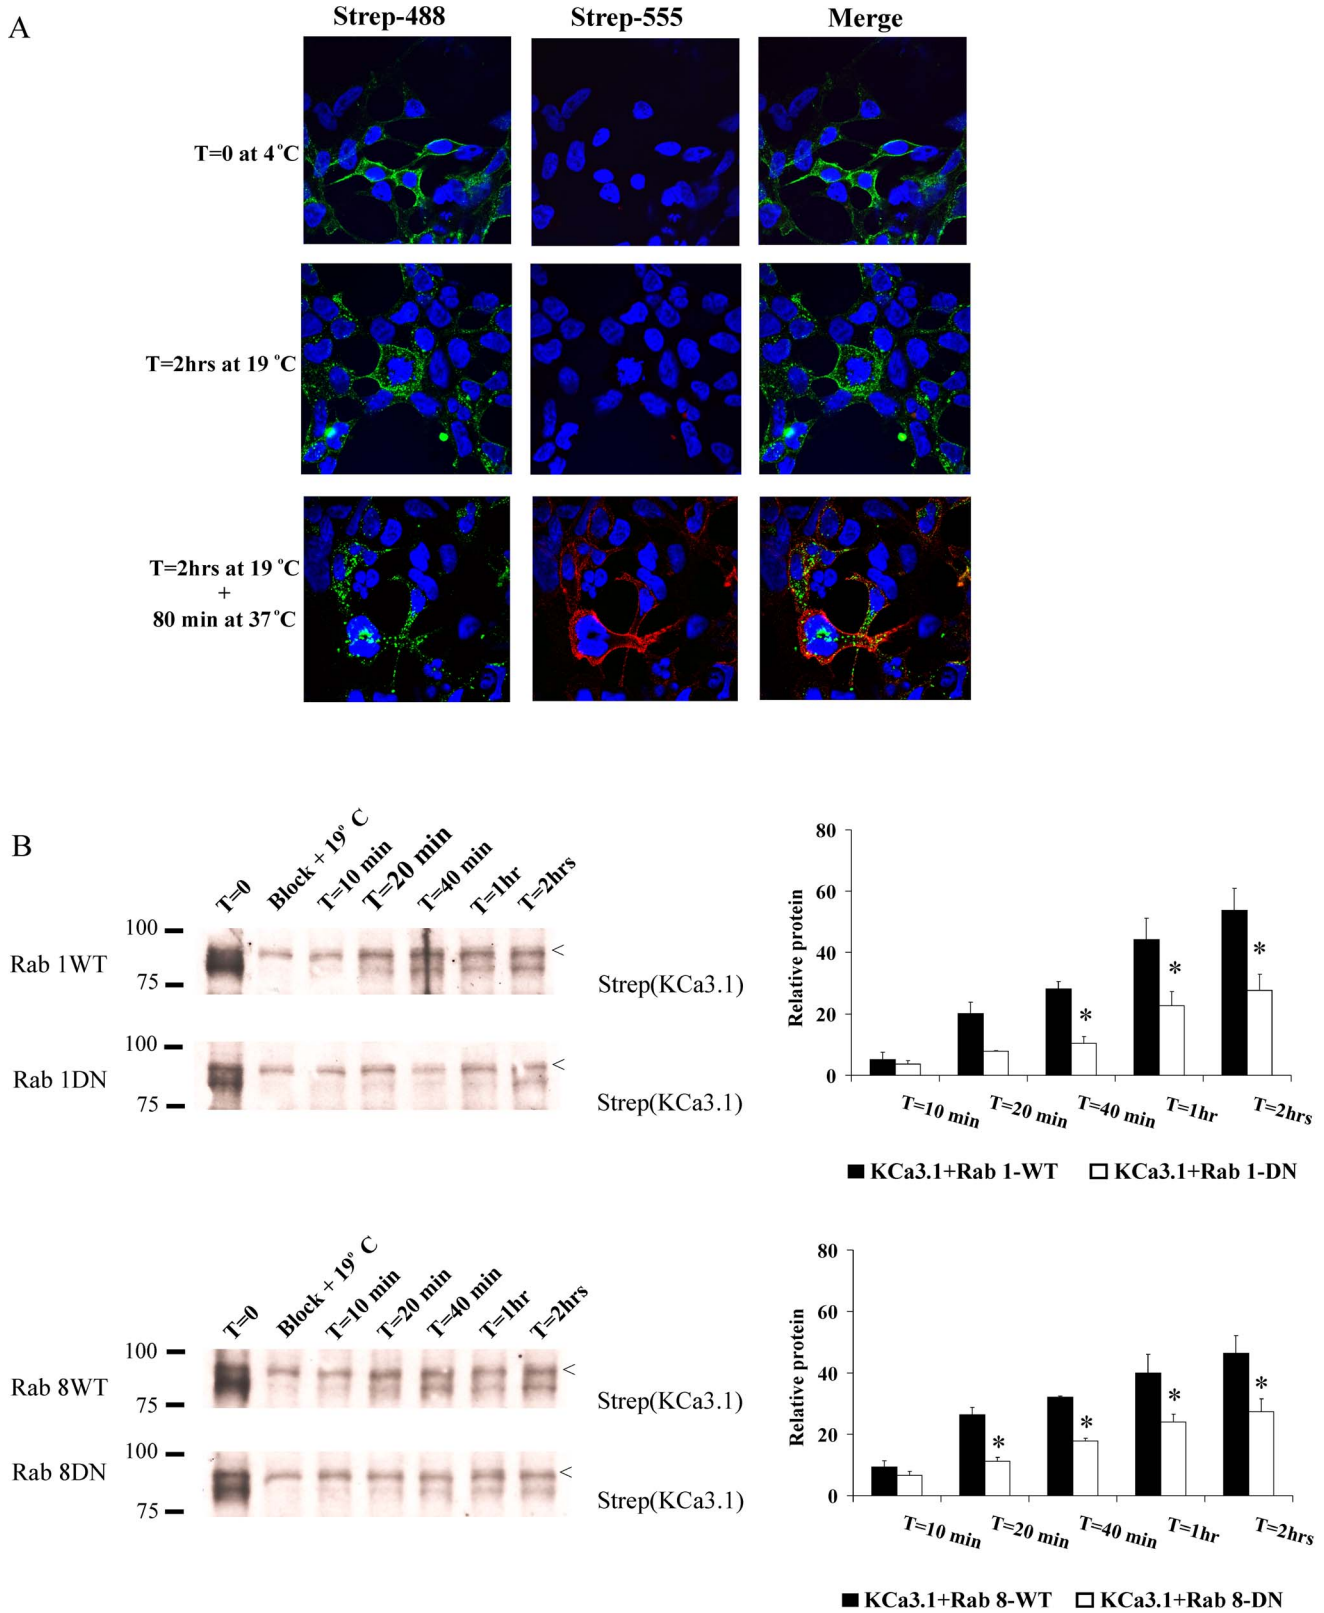 A
Strep-488 Strep-555 Merge
T=0 at 4°C
T=2hrs at 19 °C
T=2hrs at 19 °C
+
80 min at 37°C
B
T=0 Block + 19° C T=10 min T=20 min T=40 min T=1hr T=2hrs
100
Rab 1WT
75
<
Strep(KCa3.1)
100
Rab 1DN
75
<
Strep(KCa3.1)
80
60
40
20
0
Relative protein
* * *
T=10 min T=20 min T=40 min T=1hr T=2hrs
KCa3.1+Rab 1-WT KCa3.1+Rab 1-DN
T=0 Block + 19° C T=10 min T=20 min T=40 min T=1hr T=2hrs
100
Rab 8WT
75
<
Strep(KCa3.1)
100
Rab 8DN
75
<
Strep(KCa3.1)
80
60
40
20
0
Relative protein
* * * *
T=10 min T=20 min T=40 min T=1hr T=2hrs
KCa3.1+Rab 8-WT KCa3.1+Rab 8-DN